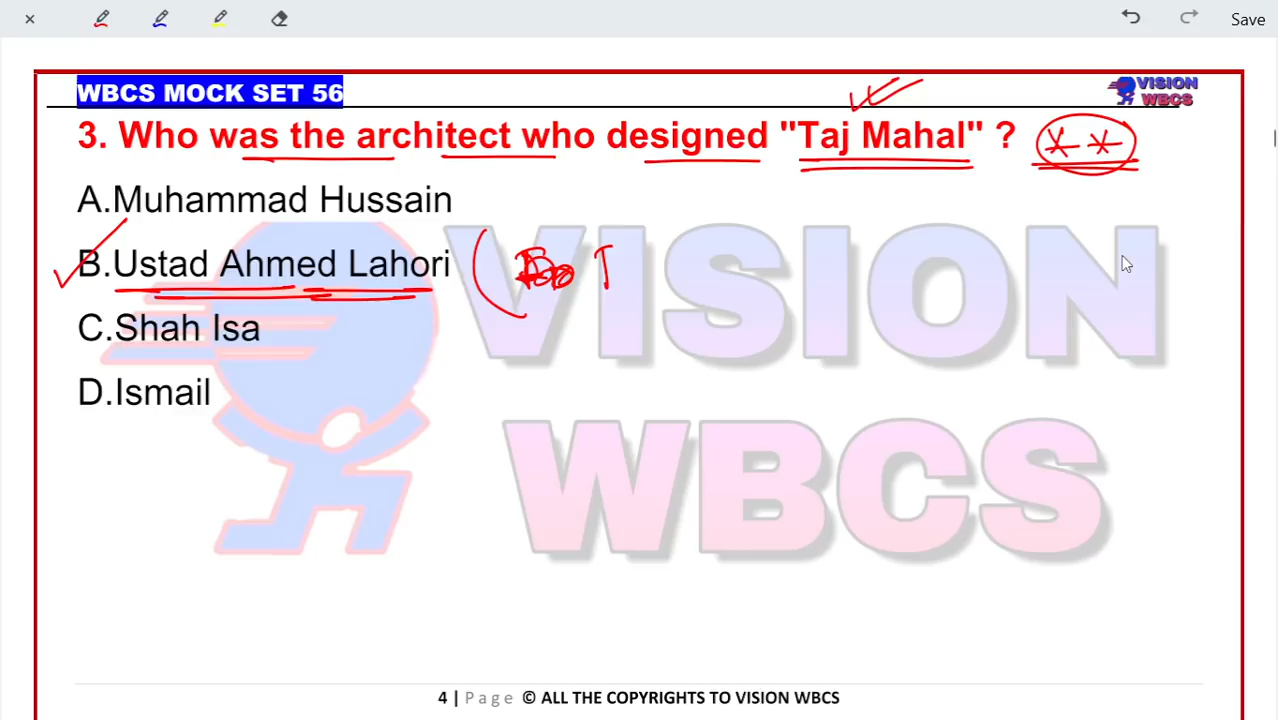 Save
WBCS MOCK SET 56
VISION
WBCS
3. Who was the architect who designed "Taj Mahal" ?
A.Muhammad Hussain
B.Ustad Ahmed Lahori
C.Shah Isa
D.Ismail
VISION
WBCS
4 | Page © ALL THE COPYRIGHTS TO VISION WBCS